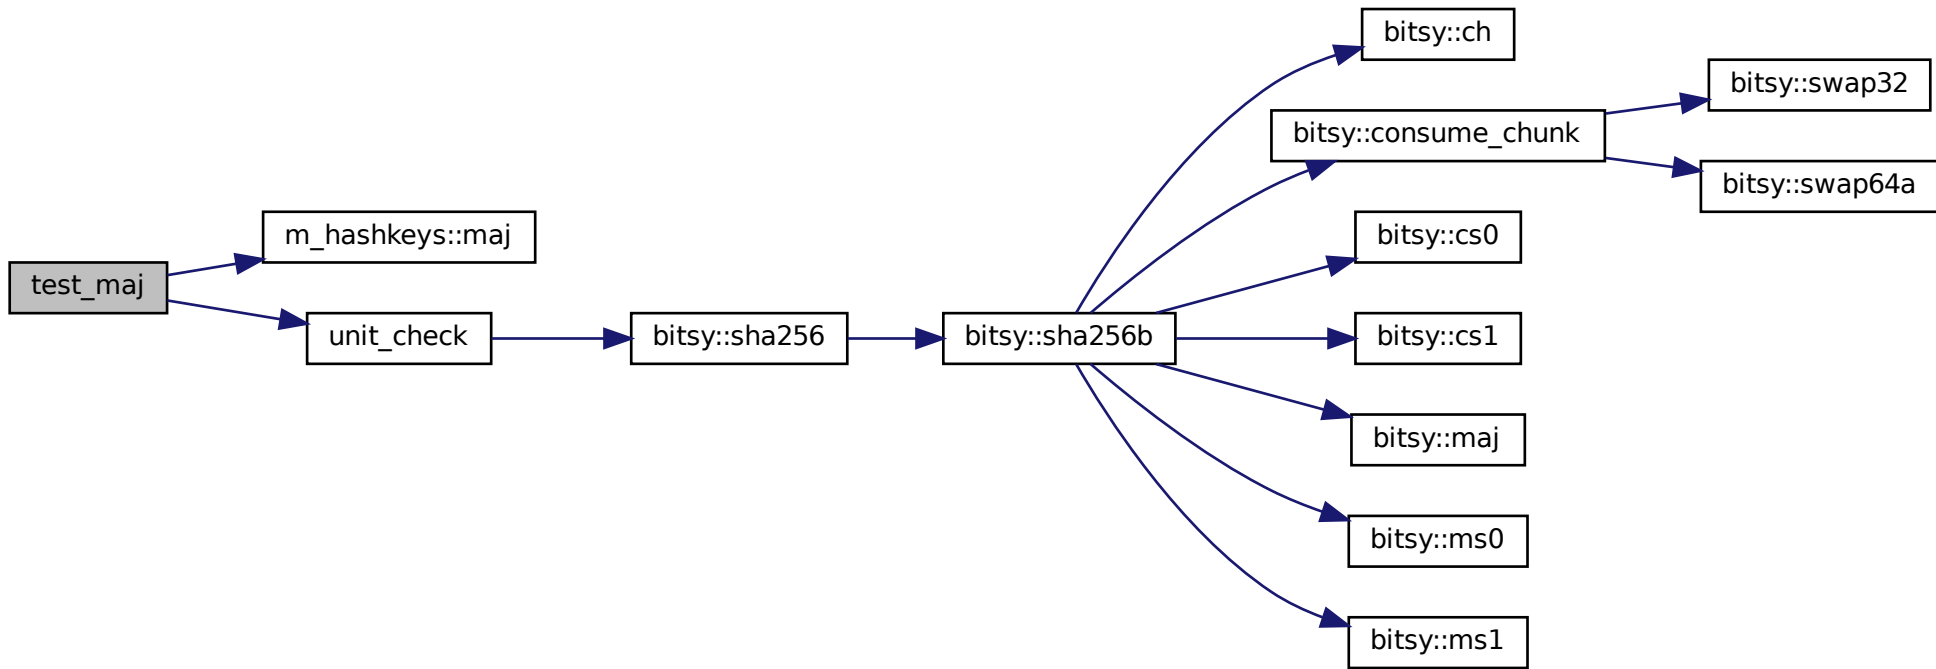 test_maj
m_hashkeys::maj
unit_check
bitsy::sha256
bitsy::sha256b
bitsy::ch
bitsy::consume_chunk
bitsy::swap32
bitsy::swap64a
bitsy::cs0
bitsy::cs1
bitsy::maj
bitsy::ms0
bitsy::ms1